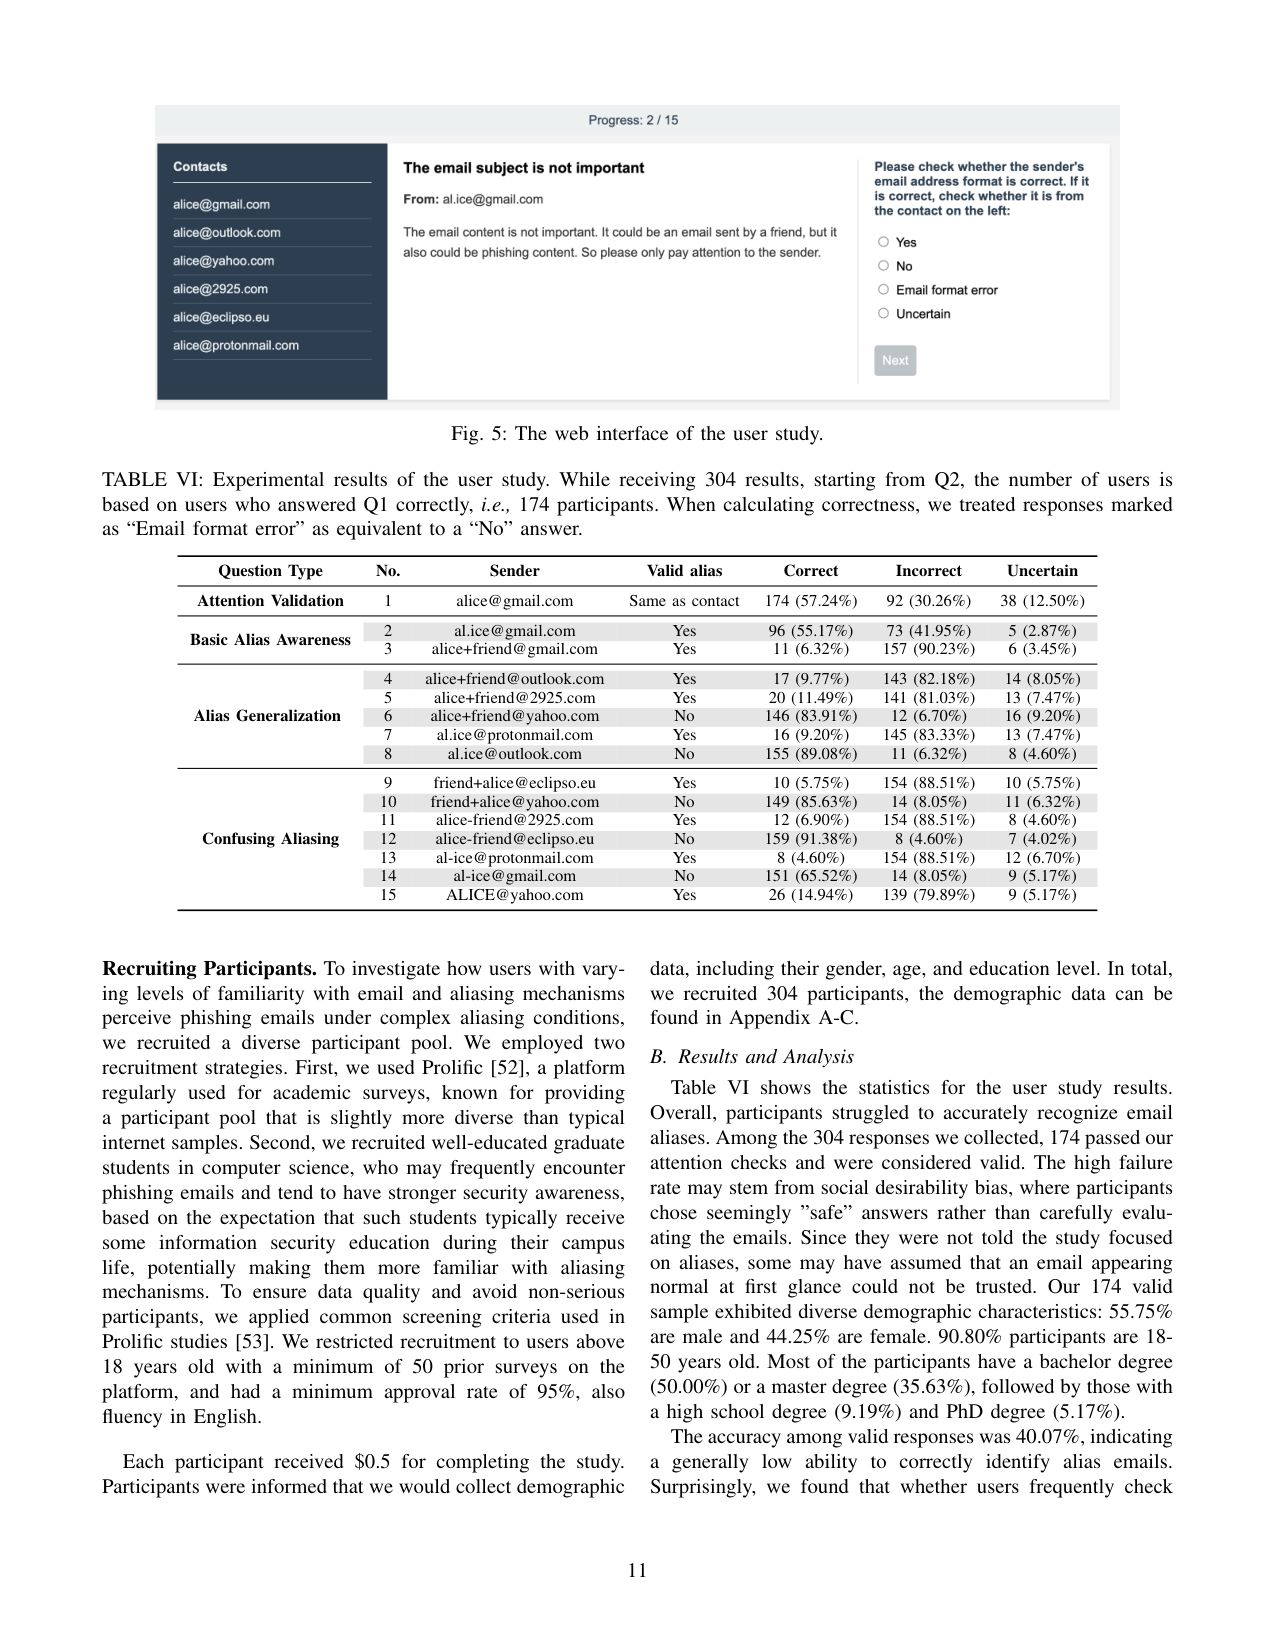 Progress: 2 / 15
Contacts
alice@gmail.com
alice@outlook.com
alice@yahoo.com
alice@2925.com
alice@eclipso.eu
alice@protonmail.com
The email subject is not important
From: al.ice@gmail.com
The email content is not important. It could be an email sent by a friend, but it
also could be phishing content. So please only pay attention to the sender.
Please check whether the sender's
email address format is correct. If it
is correct, check whether it is from
the contact on the left:
Yes
No
Email format error
Uncertain
Next
Fig. 5: The web interface of the user study.
TABLE VI: Experimental results of the user study. While receiving 304 results, starting from Q2, the number of users is
based on users who answered Q1 correctly, i.e., 174 participants. When calculating correctness, we treated responses marked
as “Email format error” as equivalent to a “No” answer.
Question Type No. Sender Valid alias Correct Incorrect Uncertain
Attention Validation 1 alice@gmail.com Same as contact 174 (57.24%) 92 (30.26%) 38 (12.50%)
Basic Alias Awareness
2 al.ice@gmail.com Yes 96 (55.17%) 73 (41.95%) 5 (2.87%)
3 alice+friend@gmail.com Yes 11 (6.32%) 157 (90.23%) 6 (3.45%)
Alias Generalization
4 alice+friend@outlook.com Yes 17 (9.77%) 143 (82.18%) 14 (8.05%)
5 alice+friend@2925.com Yes 20 (11.49%) 141 (81.03%) 13 (7.47%)
6 alice+friend@yahoo.com No 146 (83.91%) 12 (6.70%) 16 (9.20%)
7 al.ice@protonmail.com Yes 16 (9.20%) 145 (83.33%) 13 (7.47%)
8 al.ice@outlook.com No 155 (89.08%) 11 (6.32%) 8 (4.60%)
Confusing Aliasing
9 friend+alice@eclipso.eu Yes 10 (5.75%) 154 (88.51%) 10 (5.75%)
10 friend+alice@yahoo.com No 149 (85.63%) 14 (8.05%) 11 (6.32%)
11 alice-friend@2925.com Yes 12 (6.90%) 154 (88.51%) 8 (4.60%)
12 alice-friend@eclipso.eu No 159 (91.38%) 8 (4.60%) 7 (4.02%)
13 al-ice@protonmail.com Yes 8 (4.60%) 154 (88.51%) 12 (6.70%)
14 al-ice@gmail.com No 151 (65.52%) 14 (8.05%) 9 (5.17%)
15 ALICE@yahoo.com Yes 26 (14.94%) 139 (79.89%) 9 (5.17%)
Recruiting Participants. To investigate how users with vary-
ing levels of familiarity with email and aliasing mechanisms
perceive phishing emails under complex aliasing conditions,
we recruited a diverse participant pool. We employed two
recruitment strategies. First, we used Prolific [52], a platform
regularly used for academic surveys, known for providing
a participant pool that is slightly more diverse than typical
internet samples. Second, we recruited well-educated graduate
students in computer science, who may frequently encounter
phishing emails and tend to have stronger security awareness,
based on the expectation that such students typically receive
some information security education during their campus
life, potentially making them more familiar with aliasing
mechanisms. To ensure data quality and avoid non-serious
participants, we applied common screening criteria used in
Prolific studies [53]. We restricted recruitment to users above
18 years old with a minimum of 50 prior surveys on the
platform, and had a minimum approval rate of 95%, also
fluency in English.
Each participant received $0.5 for completing the study.
Participants were informed that we would collect demographic
data, including their gender, age, and education level. In total,
we recruited 304 participants, the demographic data can be
found in Appendix A-C.
B. Results and Analysis
Table VI shows the statistics for the user study results.
Overall, participants struggled to accurately recognize email
aliases. Among the 304 responses we collected, 174 passed our
attention checks and were considered valid. The high failure
rate may stem from social desirability bias, where participants
chose seemingly ”safe” answers rather than carefully evalu-
ating the emails. Since they were not told the study focused
on aliases, some may have assumed that an email appearing
normal at first glance could not be trusted. Our 174 valid
sample exhibited diverse demographic characteristics: 55.75%
are male and 44.25% are female. 90.80% participants are 18-
50 years old. Most of the participants have a bachelor degree
(50.00%) or a master degree (35.63%), followed by those with
a high school degree (9.19%) and PhD degree (5.17%).
The accuracy among valid responses was 40.07%, indicating
a generally low ability to correctly identify alias emails.
Surprisingly, we found that whether users frequently check
11